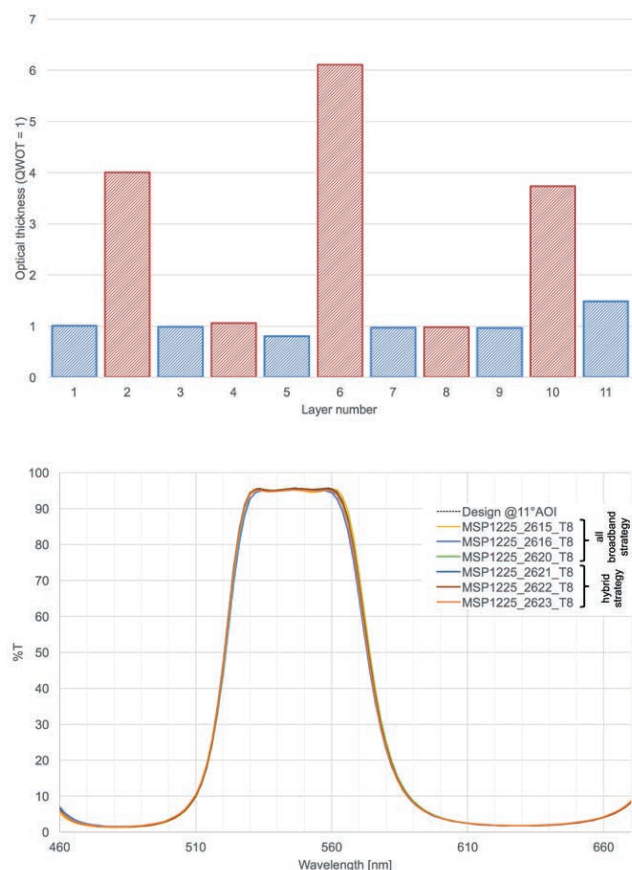 7
6
5
4
3
2
1
0
Optical thickness (QWOT = 1)
1 2 3 4 5 6 7 8 9 10 11
Layer number
100
90
80
70
60
50
40
30
20
10
0
%T
460 510 560 610 660
Wavelength [nm]
Design @11°AOI
MSP1225_2615_T8
MSP1225_2616_T8
MSP1225_2620_T8
MSP1225_2621_T8
MSP1225_2622_T8
MSP1225_2623_T8
all
broadband
strategy
hybrid
strategy